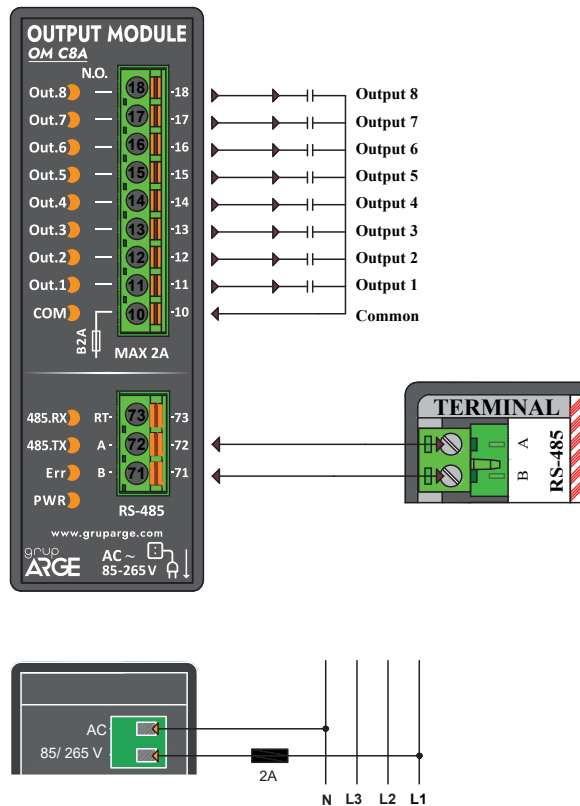 OUTPUT MODULE
OM C8A
N.O.
Out.8 18 -18 Output 8
Out.7 17 -17 Output 7
Out.6 16 -16 Output 6
Out.5 15 -15 Output 5
Out.4 14 -14 Output 4
Out.3 13 -13 Output 3
Out.2 12 -12 Output 2
Out.1 11 -11 Output 1
COM 10 -10 Common
B2A
MAX 2A
TERMINAL
485.RX RT- 73 -73
485.TX A - 72 -72
Err B - 71 -71
PWR
RS-485
A
B
RS-485
www.gruparge.com
grup
ARGE
AC ~
85-265 V
AC
85/ 265 V
2A
N L3 L2 L1